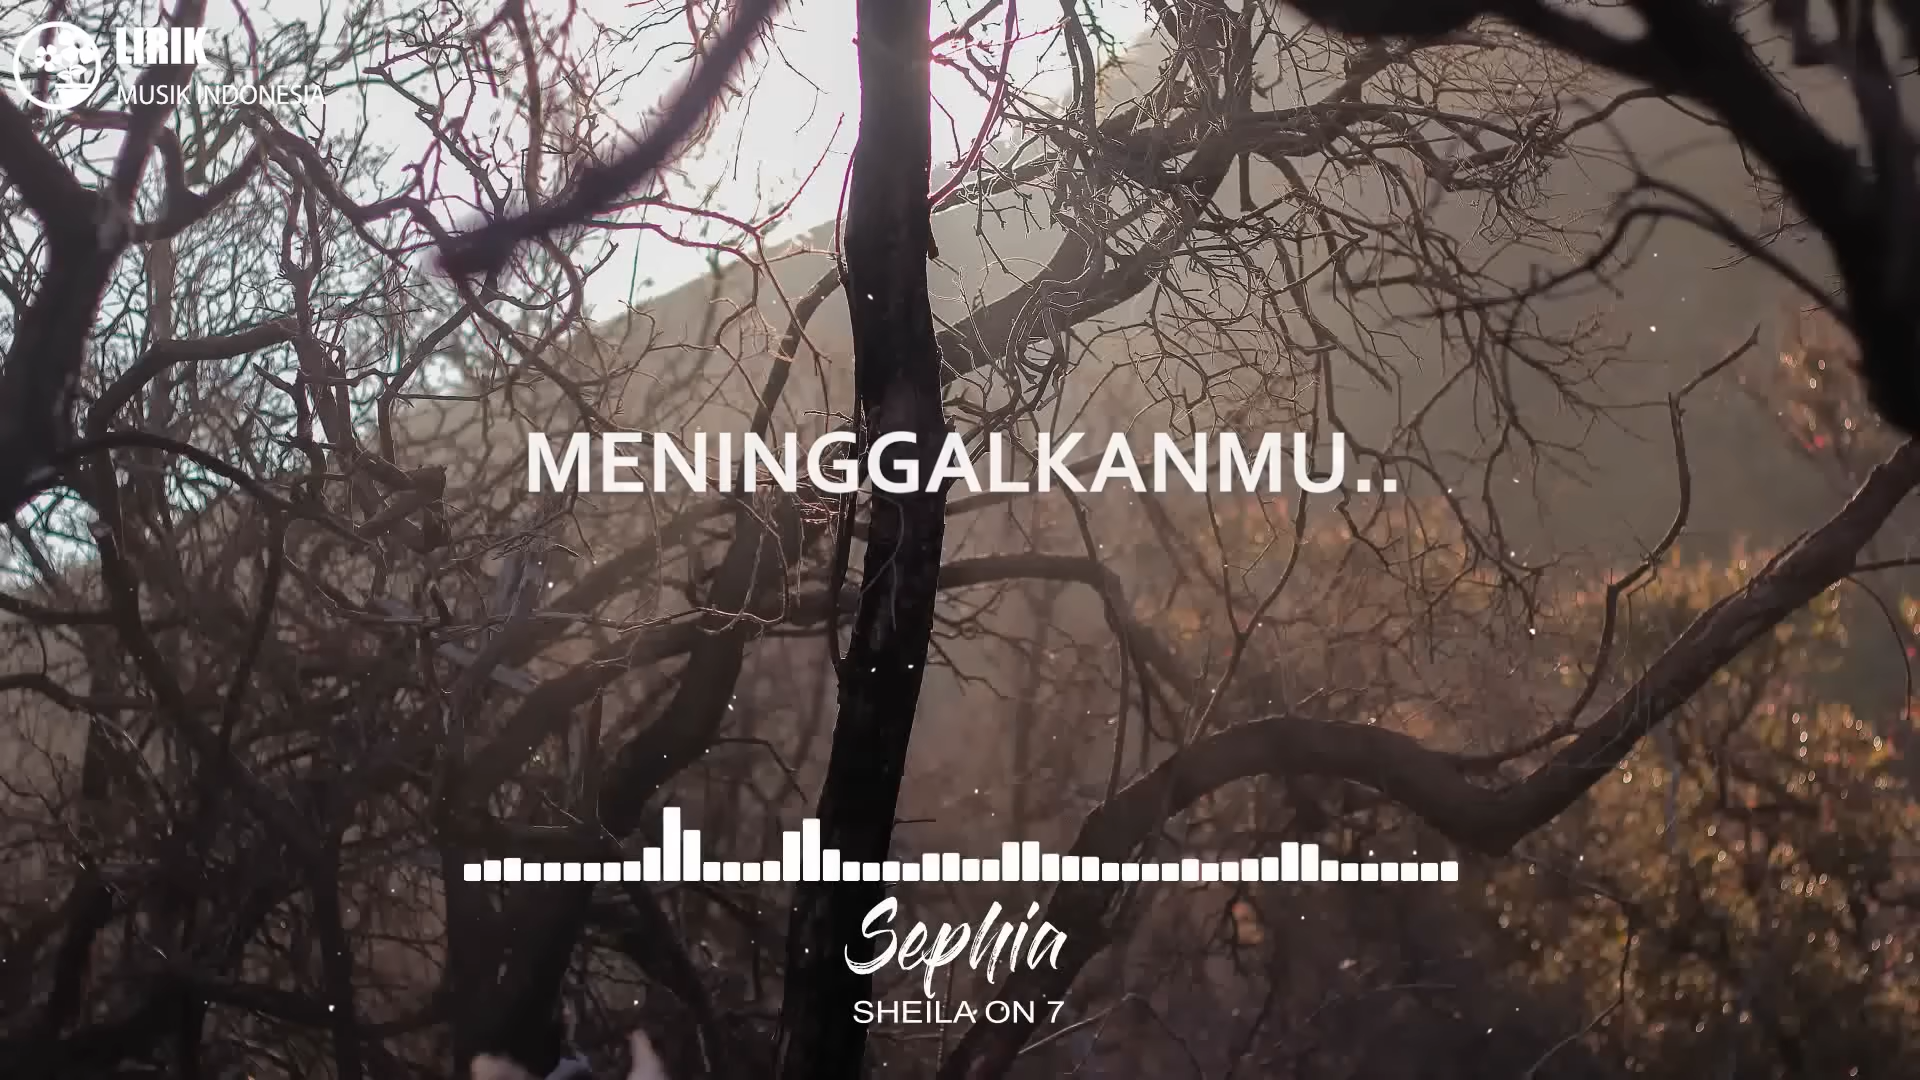 LIRIK
MUSIK INDONESIA
MENINGGALKANMU..
Sephia
SHEILA ON 7